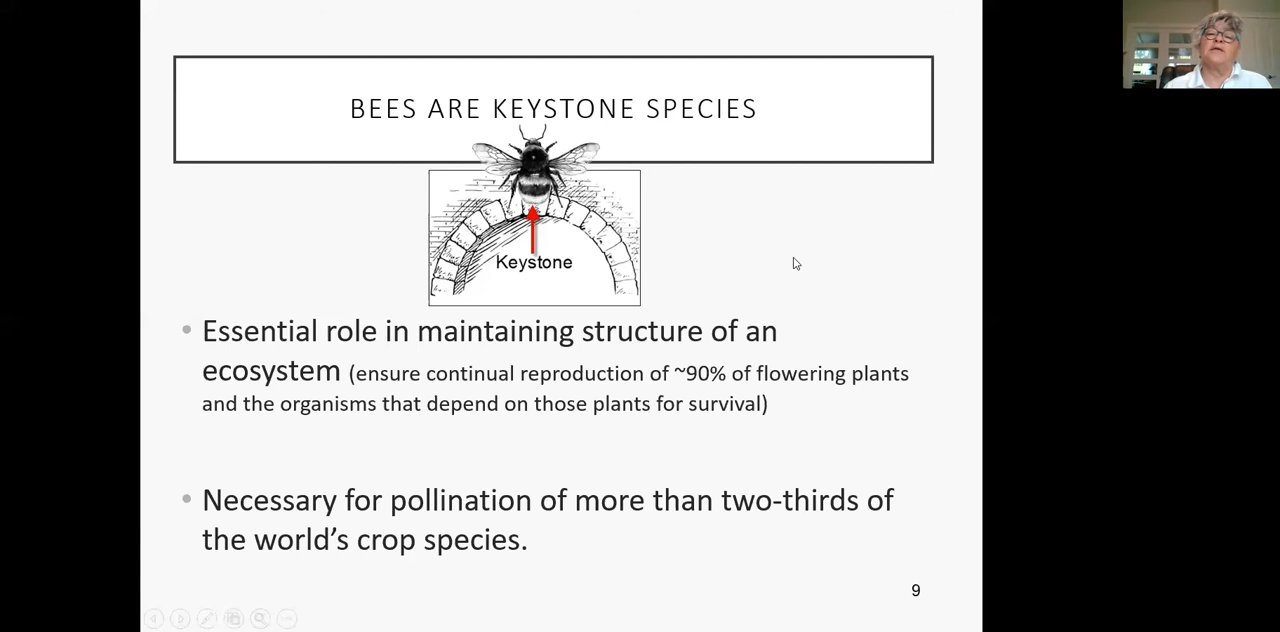 BEES ARE KEYSTONE SPECIES
Keystone
• Essential role in maintaining structure of an
ecosystem (ensure continual reproduction of ~90% of flowering plants
and the organisms that depend on those plants for survival)
• Necessary for pollination of more than two-thirds of
the world’s crop species.
9